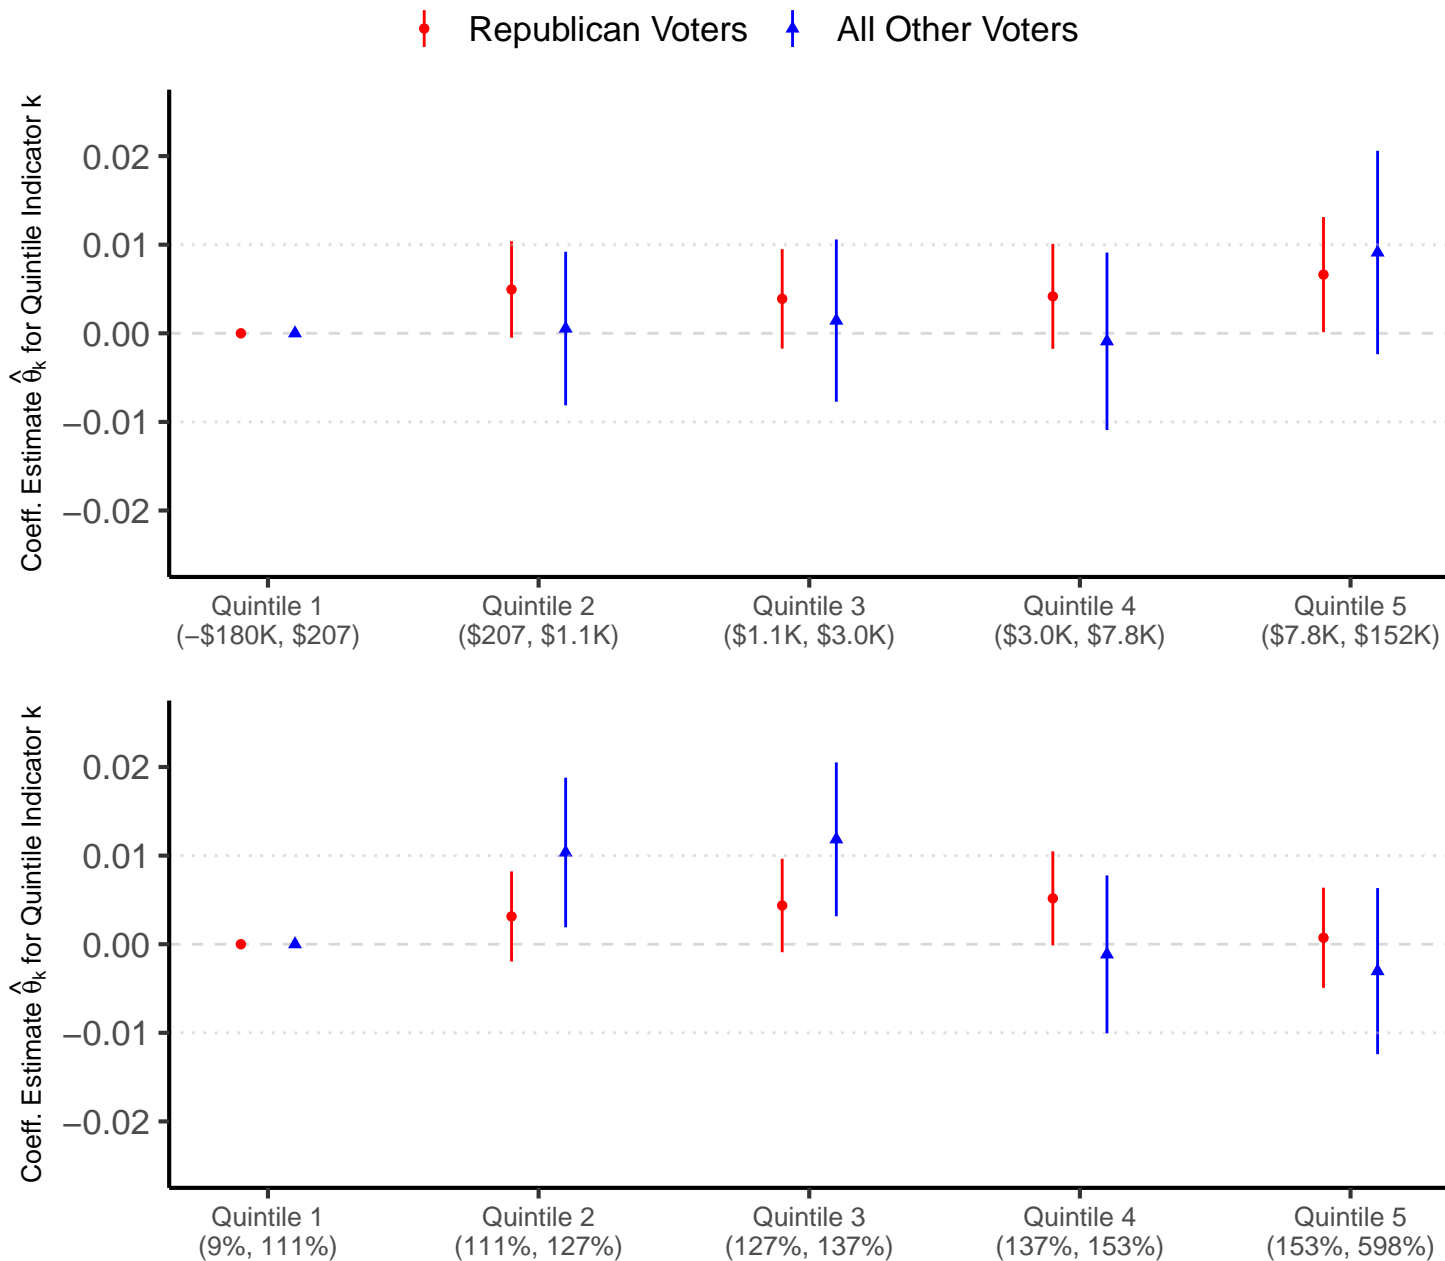 Republican Voters All Other Voters
Coeff. Estimate θ̂ₖ for Quintile Indicator k
0.02
0.01
0.00
−0.01
−0.02
Quintile 1 Quintile 2 Quintile 3 Quintile 4 Quintile 5
(−$180K, $207) ($207, $1.1K) ($1.1K, $3.0K) ($3.0K, $7.8K) ($7.8K, $152K)
Coeff. Estimate θ̂ₖ for Quintile Indicator k
0.02
0.01
0.00
−0.01
−0.02
Quintile 1 Quintile 2 Quintile 3 Quintile 4 Quintile 5
(9%, 111%) (111%, 127%) (127%, 137%) (137%, 153%) (153%, 598%)